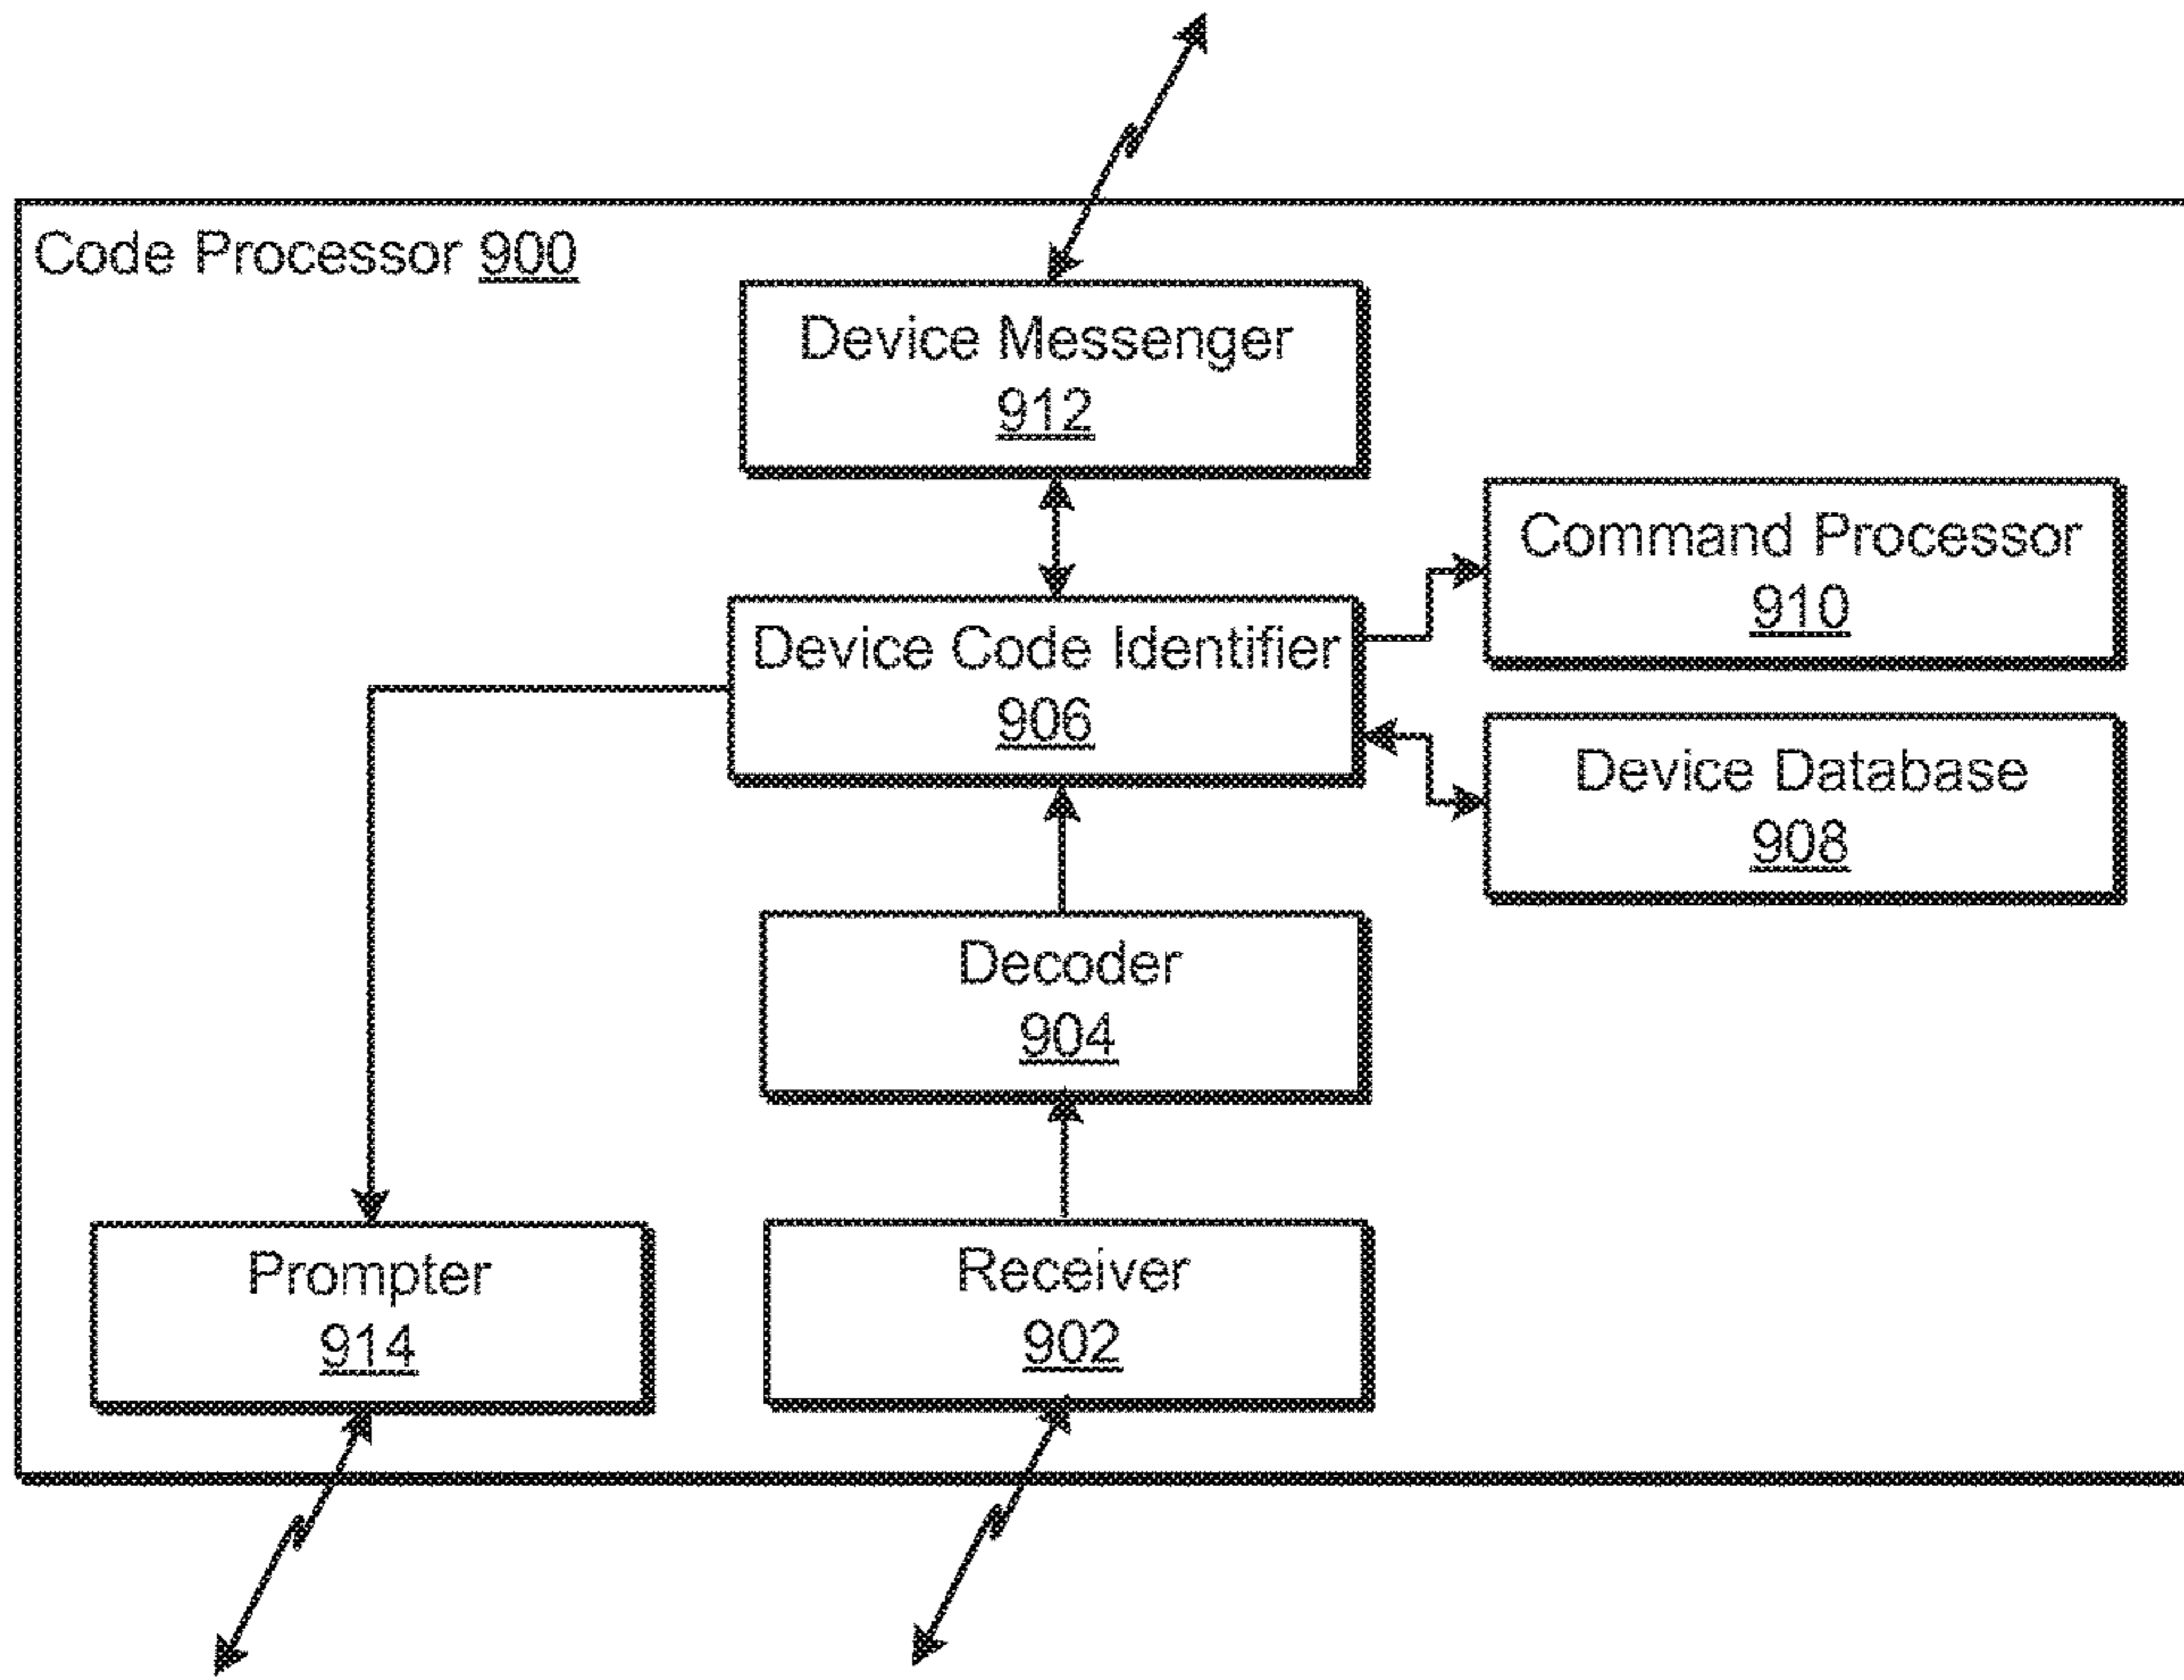 Code Processor 900
Device Messenger
912
Command Processor
910
Device Code Identifier
906
Device Database
908
Decoder
904
Prompter
914
Receiver
902